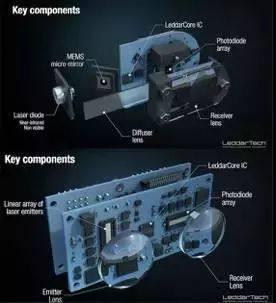 Key components
LeddarCore IC
Photodiode
array
MEMS
micro-mirror
Laser diode
Near-infrared
Non visible
Diffuser
lens
Receiver
lens
LeddarTech
Key components
LeddarCore IC
Linear array of
laser emitters
Photodiode
array
Emitter
Lens
Receiver
Lens
LeddarTech